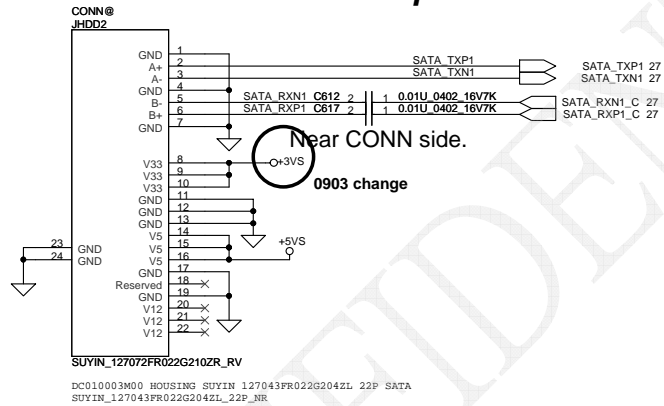 CONN@
JHDD2
GND 1
A+ 2 SATA_TXP1 SATA_TXP1 27
A- 3 SATA_TXN1 SATA_TXN1 27
GND 4
B- 5 SATA_RXN1 C612 2 1 0.01U_0402_16V7K SATA_RXN1_C 27
B+ 6 SATA_RXP1 C617 2 1 0.01U_0402_16V7K SATA_RXP1_C 27
GND 7
Near CONN side.
V33 8 +3VS
V33 9
V33 10
0903 change
GND 11
GND 12
GND 13
V5 14
23 GND V5 15 +5VS
24 GND V5 16
GND 17
Reserved 18
GND 19
V12 20
V12 21
V12 22
SUYIN_127072FR022G210ZR_RV
DC010003M00 HOUSING SUYIN 127043FR022G204ZL 22P SATA
SUYIN_127043FR022G204ZL_22P_NR